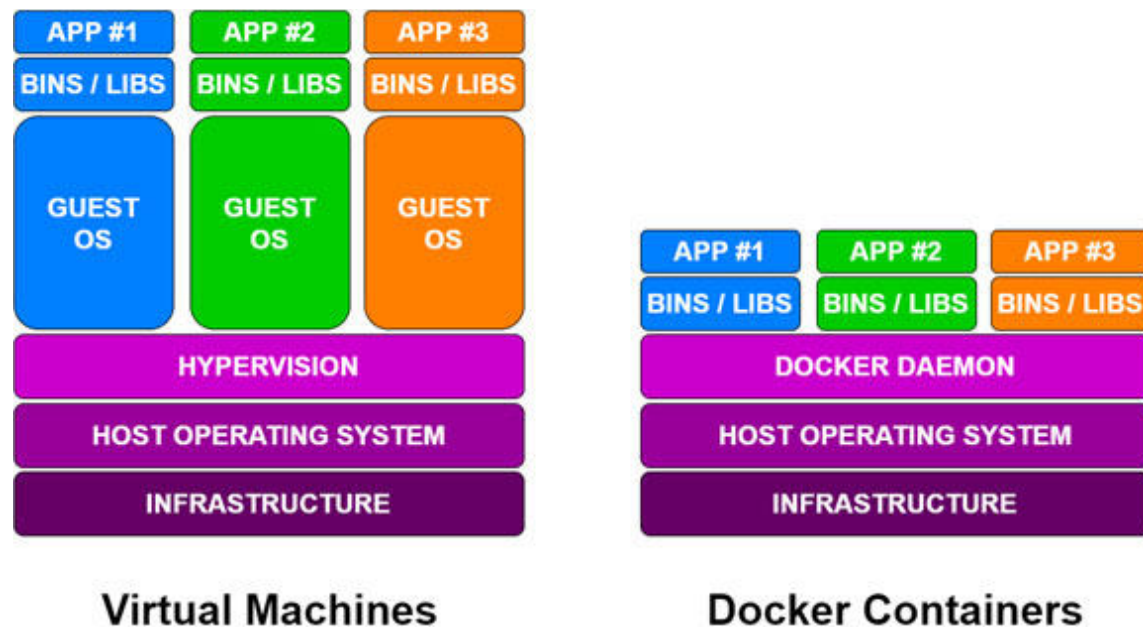 APP #1
APP #2
APP #3
BINS / LIBS
BINS / LIBS
BINS / LIBS
GUEST
OS
GUEST
OS
GUEST
OS
HYPERVISION
HOST OPERATING SYSTEM
INFRASTRUCTURE
Virtual Machines
APP #1
APP #2
APP #3
BINS / LIBS
BINS / LIBS
BINS / LIBS
DOCKER DAEMON
HOST OPERATING SYSTEM
INFRASTRUCTURE
Docker Containers